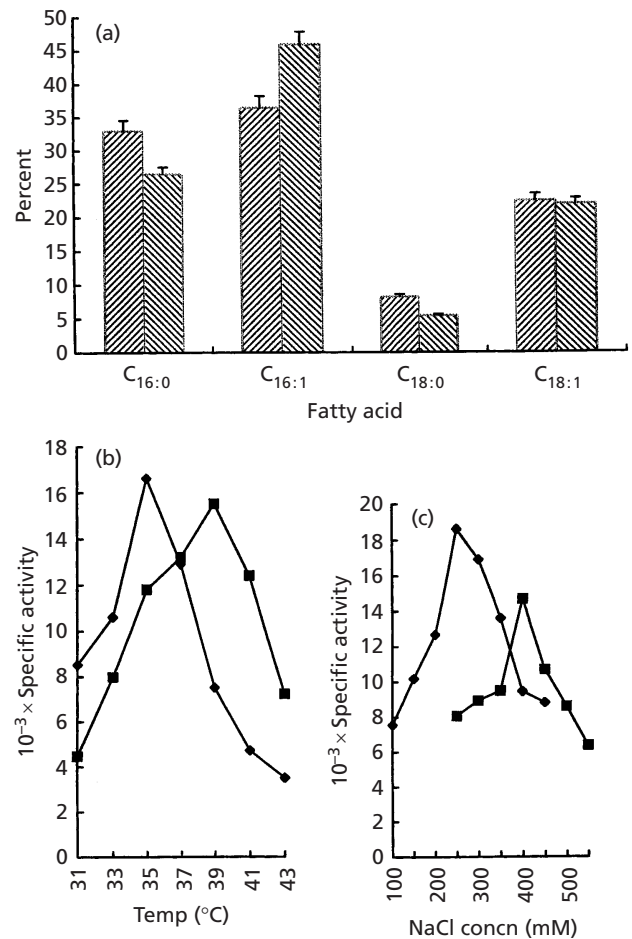 (a)
50
45
40
35
30
25
20
15
10
5
0
Percent
C16:0 C16:1 C18:0 C18:1
Fatty acid
(b)
18
16
14
12
10
8
6
4
2
0
10−3 × Specific activity
31 33 35 37 39 41 43
Temp (°C)
(c)
20
18
16
14
12
10
8
6
4
2
0
10−3 × Specific activity
100 200 300 400 500
NaCl concn (mM)